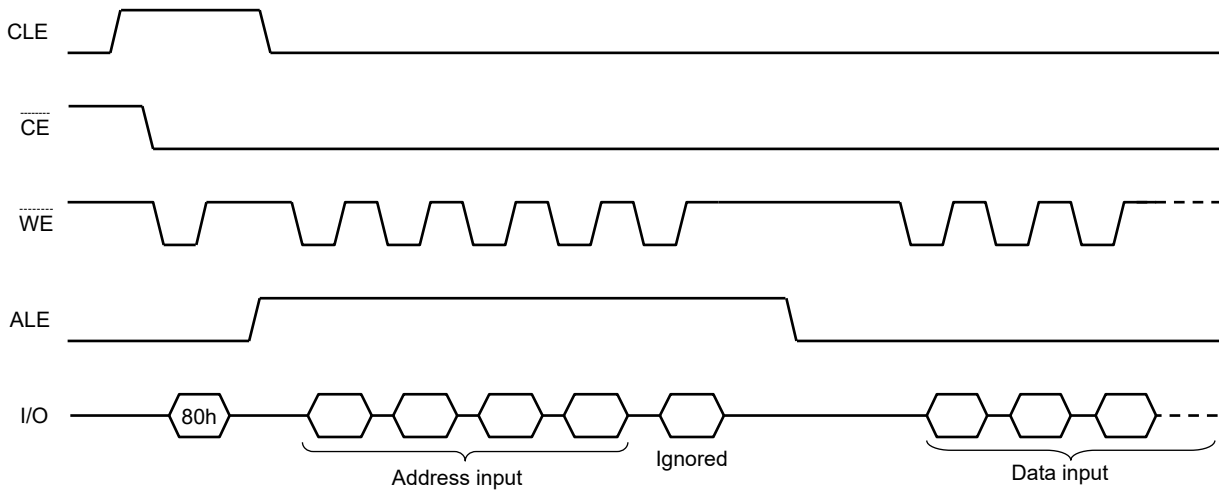 CLE
CE
WE
ALE
I/O
80h
Address input
Ignored
Data input